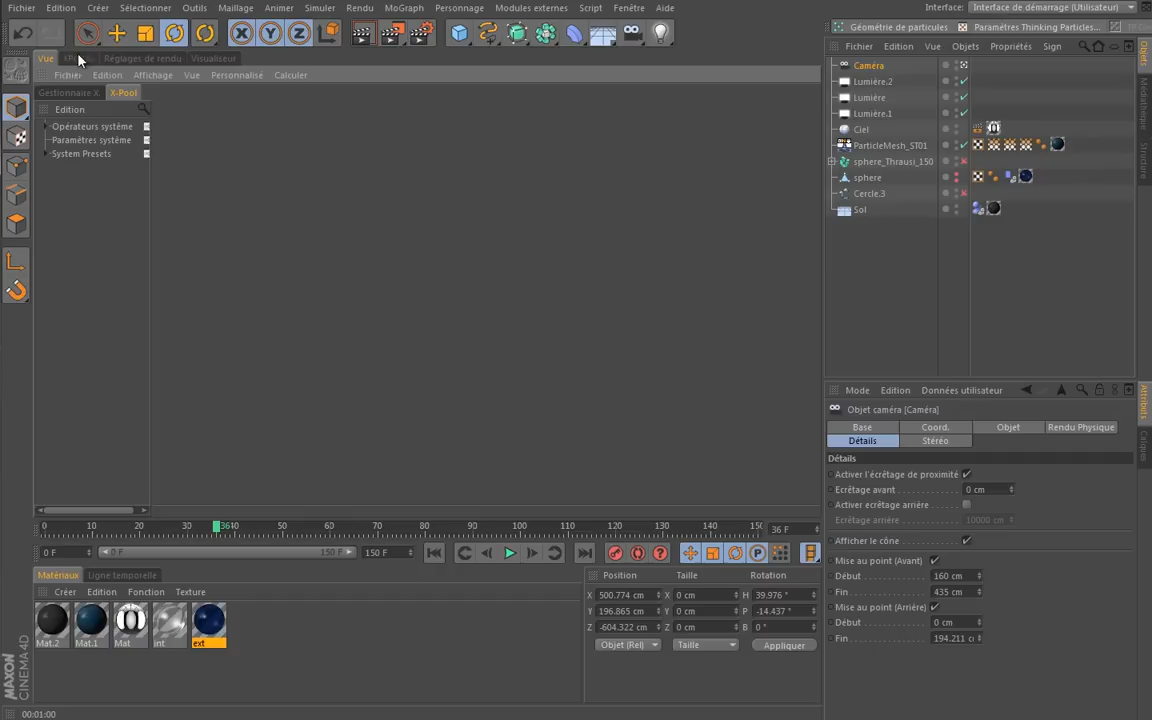 Fichier Edition Créer Sélectionner Outils Maillage Animer Simuler Rendu MoGraph Personnage Modules externes Script Fenêtre Aide
Interface: Interface de démarrage (Utilisateur)
Géométrie de particules Paramètres Thinking Particles...
Vue Réglages de rendu Visualiseur
Fichier Edition Affichage Vue Personnalisé Calculer
Gestionnaire X X-Pool
Edition
Opérateurs système
Paramètres système
System Presets
Fichier Edition Vue Objets Propriétés Sign
Caméra
Lumière.2
Lumière
Lumière.1
Ciel
ParticleMesh_ST01
sphere_Thrausi_150
sphere
Cercle.3
Sol
Objets
Médiathèque
Structure
Mode Edition Données utilisateur
Objet caméra [Caméra]
Base Coord. Objet Rendu Physique
Détails Stéréo
Détails
Activer l'écrêtage de proximité
Ecrêtage avant 0 cm
Activer ecrêtage arrière
Ecrêtage arrière 10000 cm
Afficher le cône
Mise au point (Avant)
Début 160 cm
Fin 435 cm
Mise au point (Arrière)
Début 0 cm
Fin 194.211 c
Attributs
Calques
0 10 20 30 3640 50 60 70 80 90 100 110 120 130 140 150 36 F
0 F 0 F 150 F 150 F
Matériaux Ligne temporelle
Créer Edition Fonction Texture
Mat.2 Mat.1 Mat int ext
Position Taille Rotation
X 500.774 cm X 0 cm H 39.976 °
Y 196.865 cm Y 0 cm P -14.437 °
Z -604.322 cm Z 0 cm B 0 °
Objet (Rel) Taille Appliquer
MAXON
CINEMA 4D
00:01:00